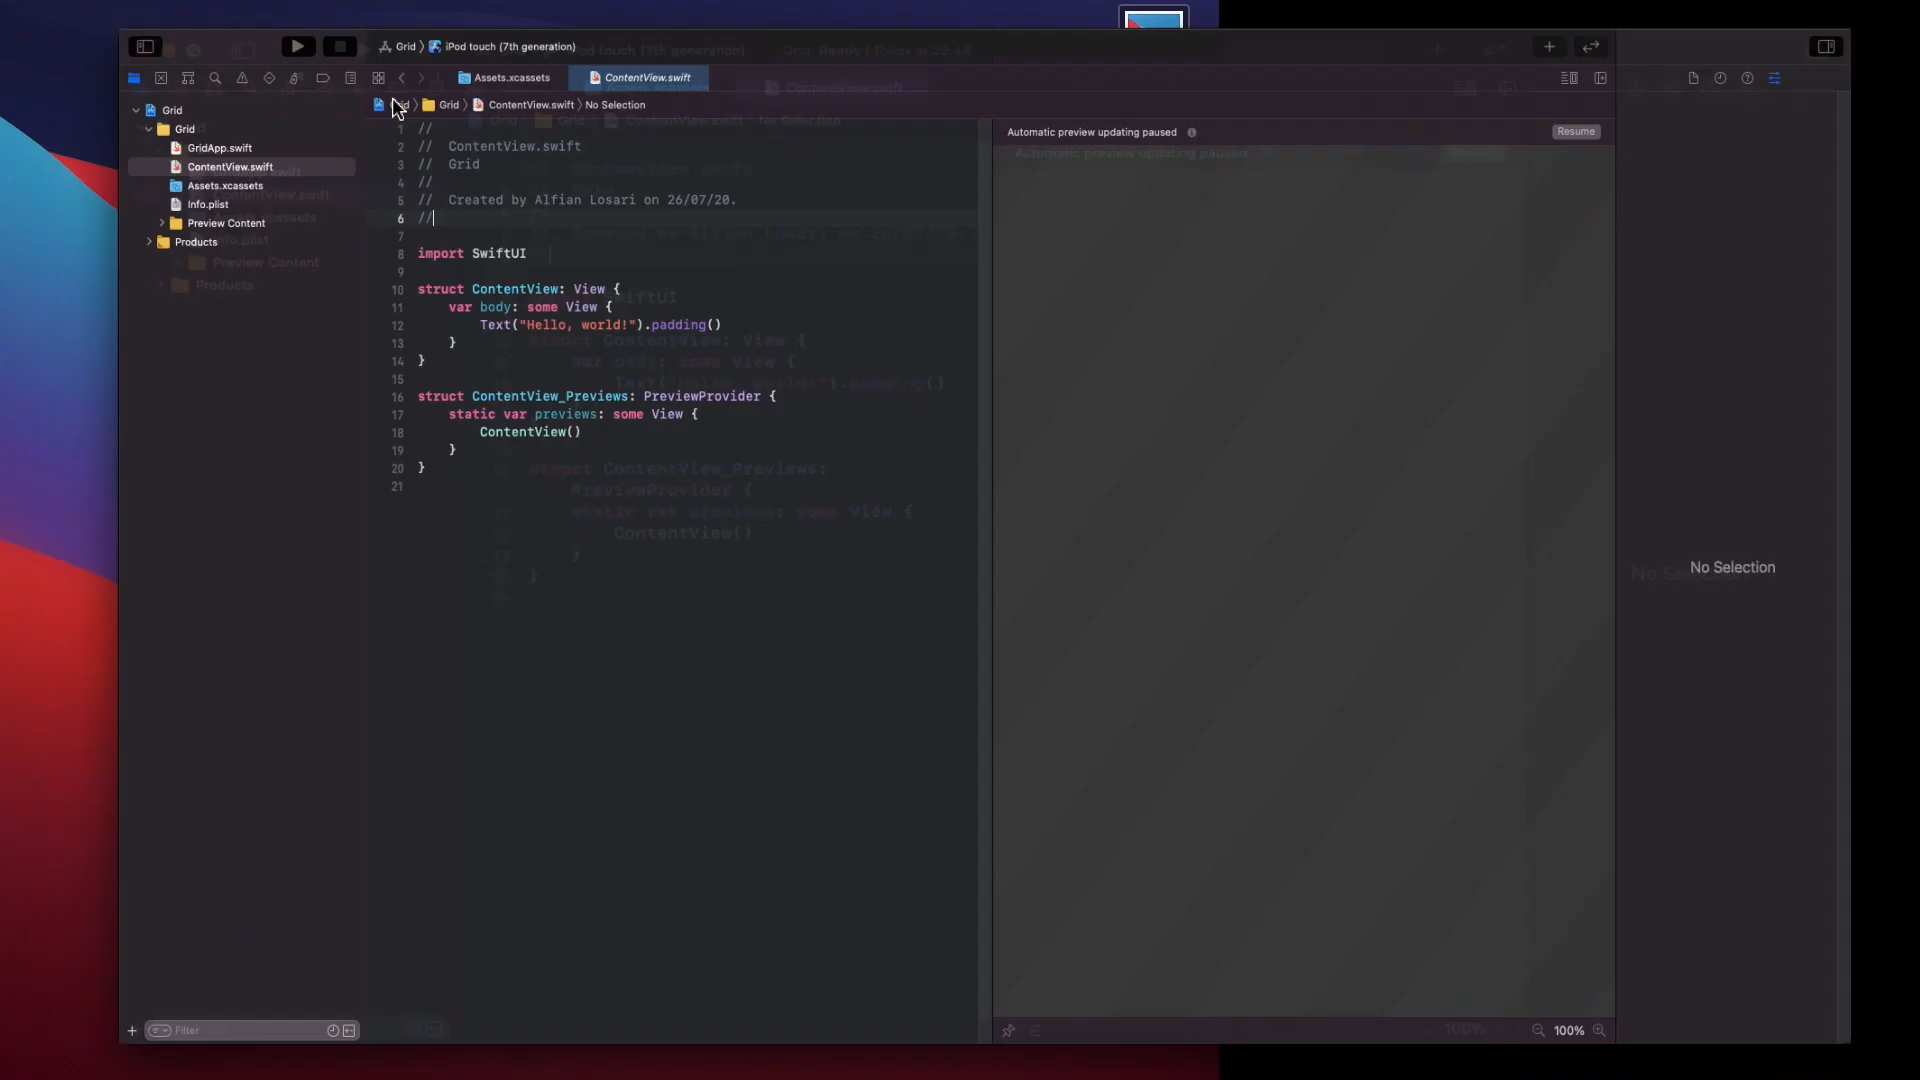 Grid 〉 iPod touch (7th generation)
Assets.xcassets
ContentView.swift
Grid 〉 ContentView.swift 〉 No Selection
Grid
Grid
GridApp.swift
ContentView.swift
Assets.xcassets
Info.plist
Preview Content
Products
Filter
1 //
2 //  ContentView.swift
3 //  Grid
4 //
5 //  Created by Alfian Losari on 26/07/20.
6 //
7
8 import SwiftUI
9
10 struct ContentView: View {
11     var body: some View {
12         Text("Hello, world!").padding()
13     }
14 }
15
16 struct ContentView_Previews: PreviewProvider {
17     static var previews: some View {
18         ContentView()
19     }
20 }
21
Automatic preview updating paused
Resume
100%
No Selection